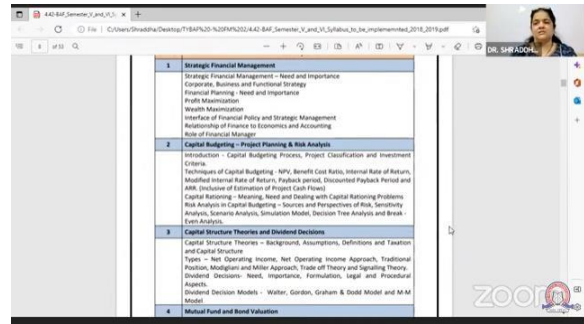 4.42-BAF_Semester_V_and_VI_S
File
C:/Users/Shraddha/Desktop/TYBAF%20-%20FM%202/4.42-BAF_Semester_V_and_VI_Syllabus_to_be_implememnted_2018_2019.pdf
DR. SHRADDH...
1 Strategic Financial Management
Strategic Financial Management – Need and Importance
Corporate, Business and Functional Strategy
Financial Planning - Need and Importance
Profit Maximization
Wealth Maximization
Interface of Financial Policy and Strategic Management
Relationship of Finance to Economics and Accounting
Role of Financial Manager
2 Capital Budgeting – Project Planning & Risk Analysis
Introduction - Capital Budgeting Process, Project Classification and Investment
Criteria.
Techniques of Capital Budgeting - NPV, Benefit Cost Ratio, Internal Rate of Return,
Modified Internal Rate of Return, Payback period, Discounted Payback Period and
ARR. (Inclusive of Estimation of Project Cash Flows)
Capital Rationing – Meaning, Need and Dealing with Capital Rationing Problems
Risk Analysis in Capital Budgeting – Sources and Perspectives of Risk, Sensitivity
Analysis, Scenario Analysis, Simulation Model, Decision Tree Analysis and Break -
Even Analysis.
3 Capital Structure Theories and Dividend Decisions
Capital Structure Theories – Background, Assumptions, Definitions and Taxation
and Capital Structure
Types – Net Operating Income, Net Operating Income Approach, Traditional
Position, Modigliani and Miller Approach, Trade off Theory and Signalling Theory.
Dividend Decisions- Need, Importance, Formulation, Legal and Procedural
Aspects.
Dividend Decision Models - Walter, Gordon, Graham & Dodd Model and M-M
Model
4 Mutual Fund and Bond Valuation
zoom